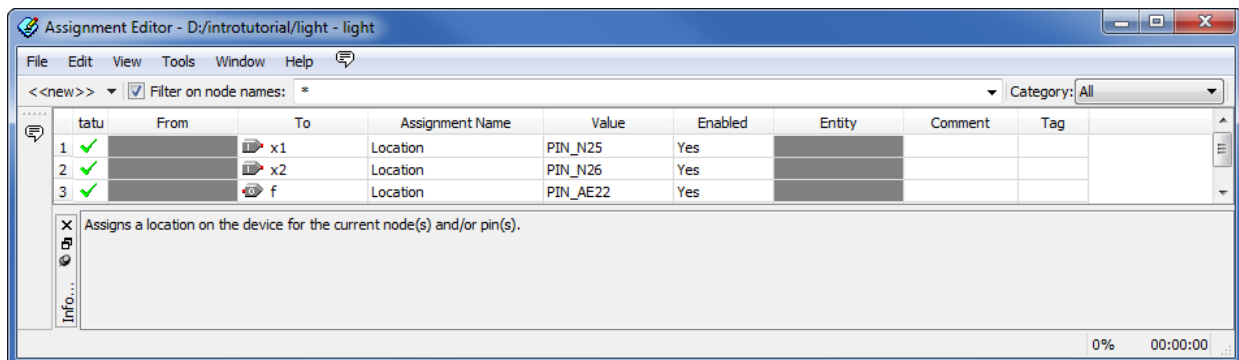 Assignment Editor - D:/introtutorial/light - light
File Edit View Tools Window Help
<<new>> Filter on node names: * Category: All
tatu From To Assignment Name Value Enabled Entity Comment Tag
1 x1 Location PIN_N25 Yes
2 x2 Location PIN_N26 Yes
3 f Location PIN_AE22 Yes
Assigns a location on the device for the current node(s) and/or pin(s).
Info...
0% 00:00:00